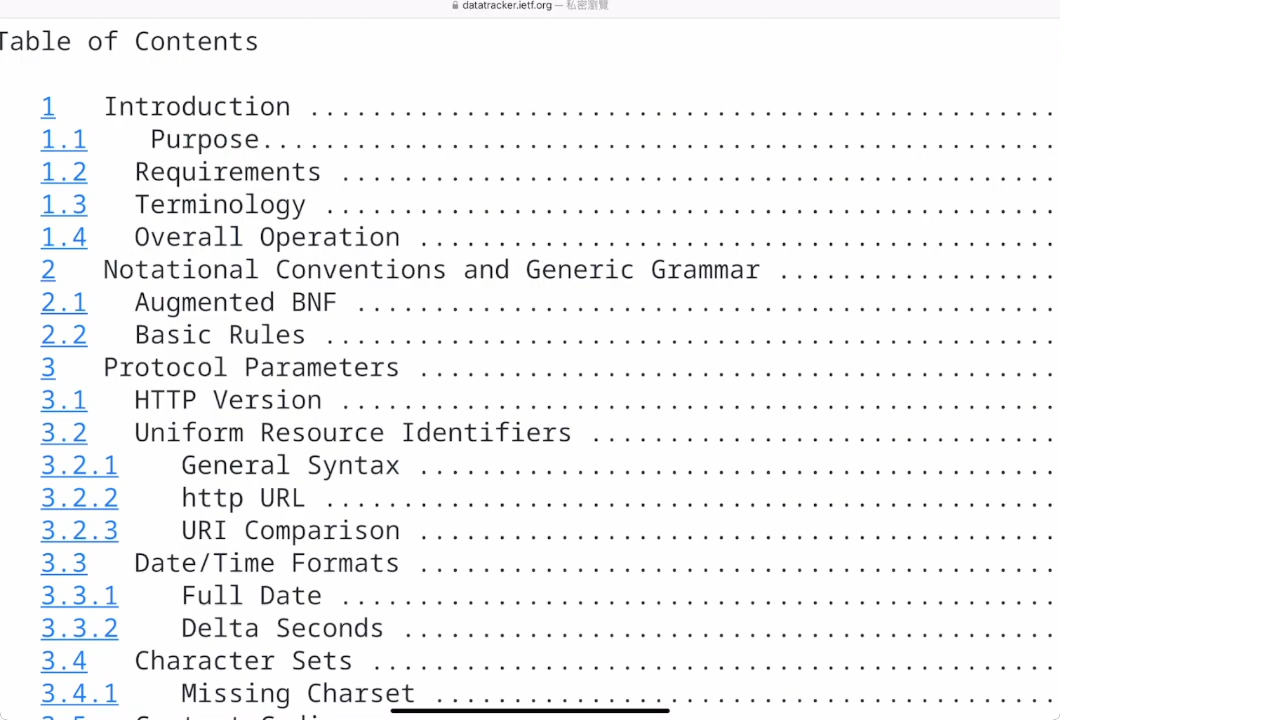 datatracker.ietf.org — 私密瀏覽
Table of Contents
1 Introduction ................................................
1.1 Purpose...................................................
1.2 Requirements ..............................................
1.3 Terminology ...............................................
1.4 Overall Operation .........................................
2 Notational Conventions and Generic Grammar ..................
2.1 Augmented BNF .............................................
2.2 Basic Rules ...............................................
3 Protocol Parameters .........................................
3.1 HTTP Version ..............................................
3.2 Uniform Resource Identifiers ..............................
3.2.1 General Syntax .........................................
3.2.2 http URL ...............................................
3.2.3 URI Comparison .........................................
3.3 Date/Time Formats .........................................
3.3.1 Full Date ..............................................
3.3.2 Delta Seconds ..........................................
3.4 Character Sets ............................................
3.4.1 Missing Charset ........................................